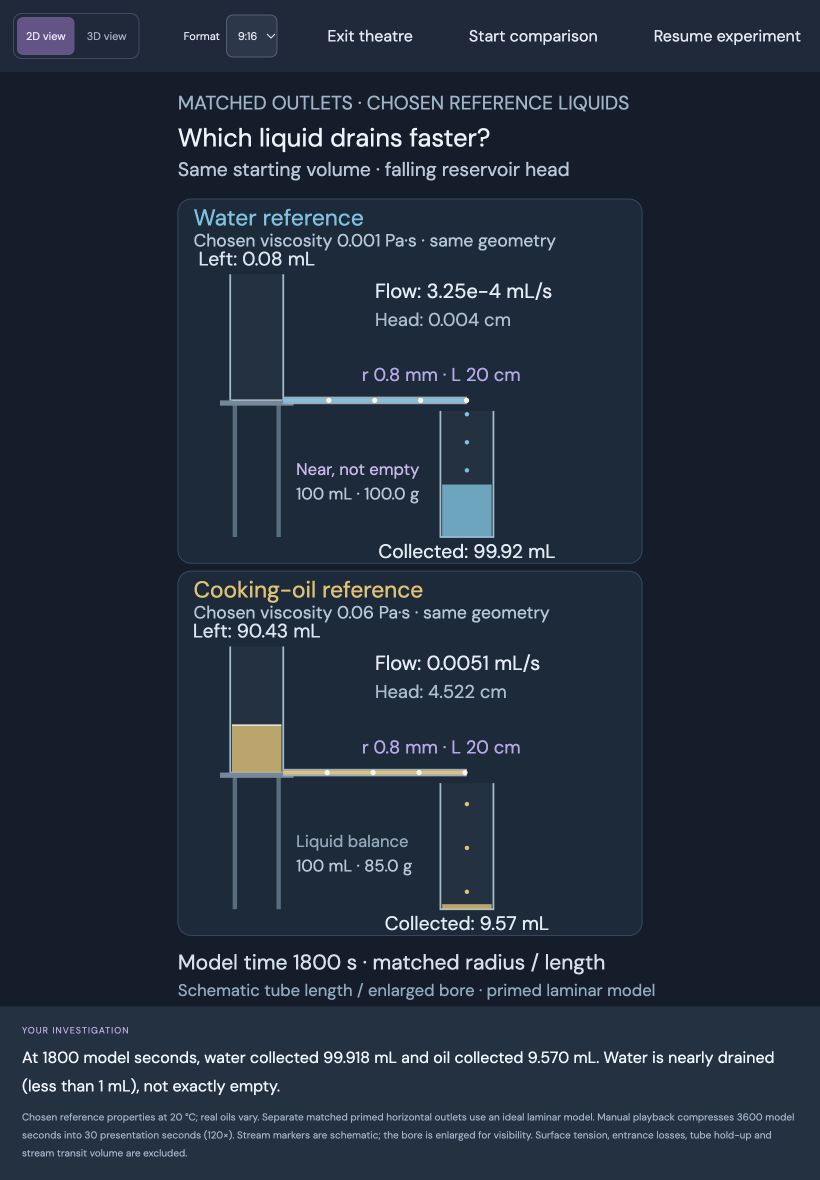 2D view 3D view Format 9:16 Exit theatre Start comparison Resume experiment
MATCHED OUTLETS · CHOSEN REFERENCE LIQUIDS
Which liquid drains faster?
Same starting volume · falling reservoir head
Water reference
Chosen viscosity 0.001 Pa·s · same geometry
Left: 0.08 mL
Flow: 3.25e-4 mL/s
Head: 0.004 cm
r 0.8 mm · L 20 cm
Near, not empty
100 mL · 100.0 g
Collected: 99.92 mL
Cooking-oil reference
Chosen viscosity 0.06 Pa·s · same geometry
Left: 90.43 mL
Flow: 0.0051 mL/s
Head: 4.522 cm
r 0.8 mm · L 20 cm
Liquid balance
100 mL · 85.0 g
Collected: 9.57 mL
Model time 1800 s · matched radius / length
Schematic tube length / enlarged bore · primed laminar model
YOUR INVESTIGATION
At 1800 model seconds, water collected 99.918 mL and oil collected 9.570 mL. Water is nearly drained
(less than 1 mL), not exactly empty.
Chosen reference properties at 20 °C; real oils vary. Separate matched primed horizontal outlets use an ideal laminar model. Manual playback compresses 3600 model
seconds into 30 presentation seconds (120×). Stream markers are schematic; the bore is enlarged for visibility. Surface tension, entrance losses, tube hold-up and
stream transit volume are excluded.